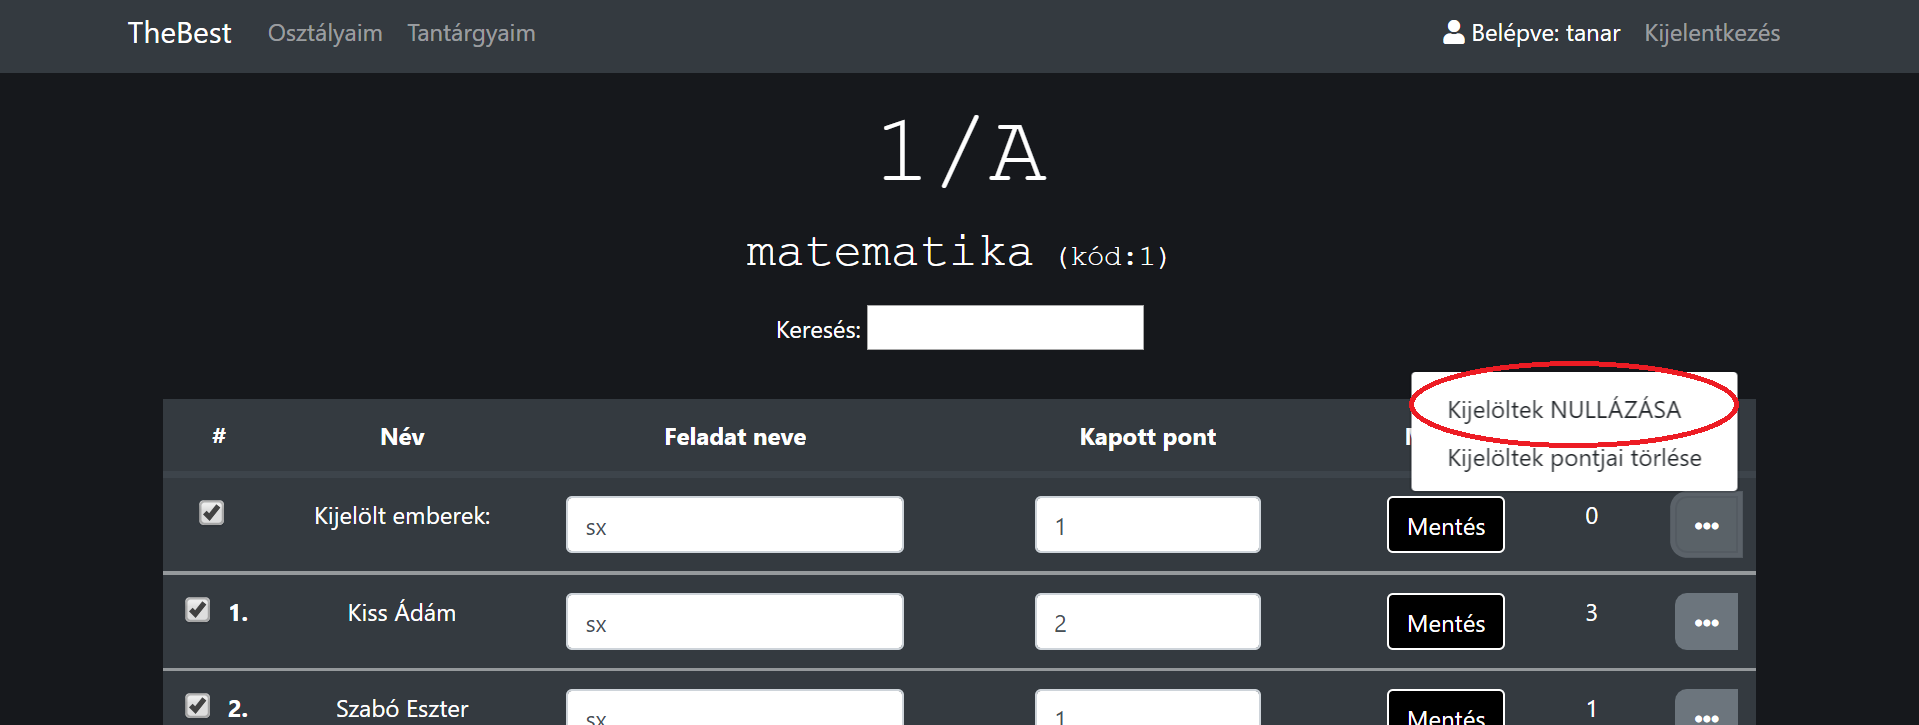 TheBest Osztályaim Tantárgyaim Belépve: tanar Kijelentkezés
1/A
matematika (kód:1)
Keresés:
Kijelöltek NULLÁZÁSA
Kijelöltek pontjai törlése
# Név Feladat neve Kapott pont
Kijelölt emberek: sx 1 Mentés 0
1. Kiss Ádám sx 2 Mentés 3
2. Szabó Eszter sx 1 Mentés 1